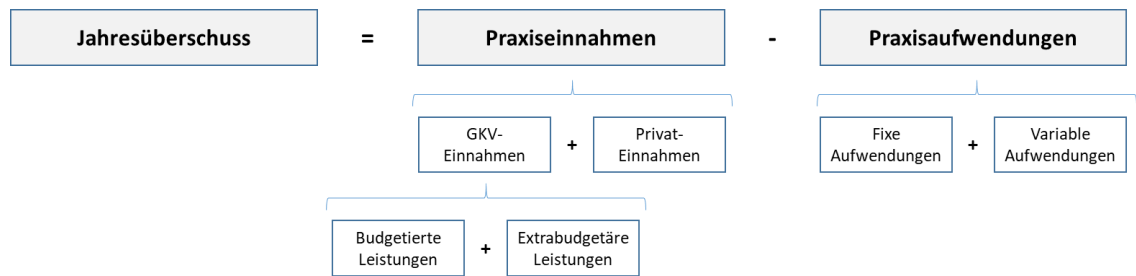 Jahresüberschuss = Praxiseinnahmen - Praxisaufwendungen
GKV-
Einnahmen
+
Privat-
Einnahmen
Fixe
Aufwendungen
+
Variable
Aufwendungen
Budgetierte
Leistungen
+
Extrabudgetäre
Leistungen